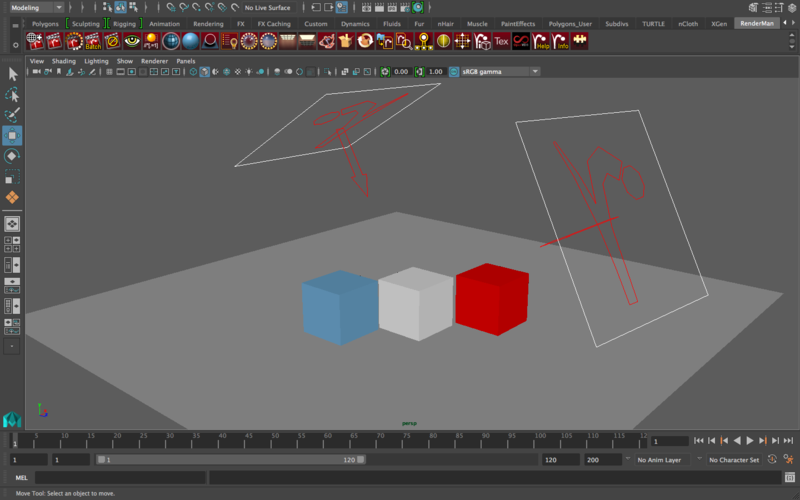 Modeling No Live Surface
Polygons Sculpting Rigging Animation Rendering FX FX Caching Custom Dynamics Fluids Fur nHair Muscle PaintEffects Polygons_User Subdivs TURTLE nCloth XGen RenderMan
Batch Tex Help Info
View Shading Lighting Show Renderer Panels
0.00 1.00 sRGB gamma
persp
5 10 15 20 25 30 35 40 45 50 55 60 65 70 75 80 85 90 95 100 105 110 115 12
1 1
1 1 1 120 120 200 No Anim Layer No Character Set
MEL
Move Tool: Select an object to move.